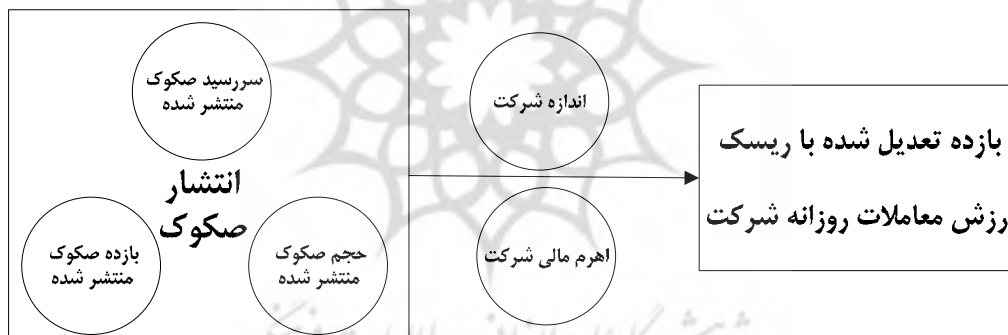 سررسید صکوک
منتشر شده
انتشار
صکوک
بازده صکوک
منتشر شده
حجم صکوک
منتشر شده
اندازه شرکت
اهرم مالی شرکت
بازده تعدیل شده با ریسک
رزش معاملات روزانه شرکت